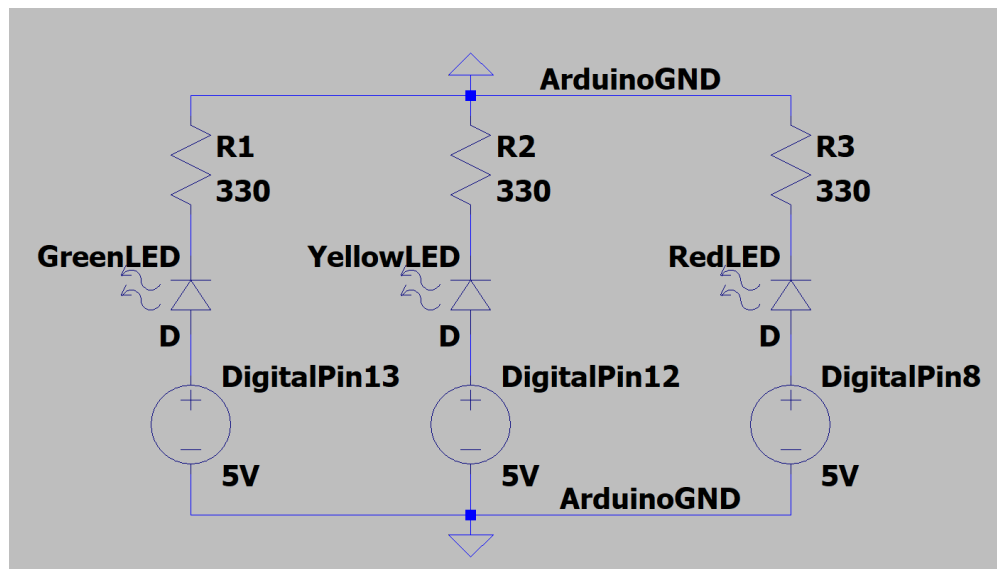 ArduinoGND
R1
330
R2
330
R3
330
GreenLED
YellowLED
RedLED
D
D
D
DigitalPin13
DigitalPin12
DigitalPin8
5V
5V
5V
ArduinoGND